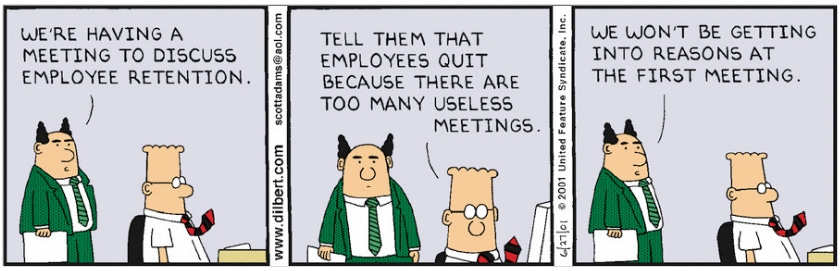 WE'RE HAVING A
MEETING TO DISCUSS
EMPLOYEE RETENTION.
www.dilbert.com scottadams@aol.com
TELL THEM THAT
EMPLOYEES QUIT
BECAUSE THERE ARE
TOO MANY USELESS
MEETINGS.
6/27/01 © 2001 United Feature Syndicate, Inc.
WE WON'T BE GETTING
INTO REASONS AT
THE FIRST MEETING.